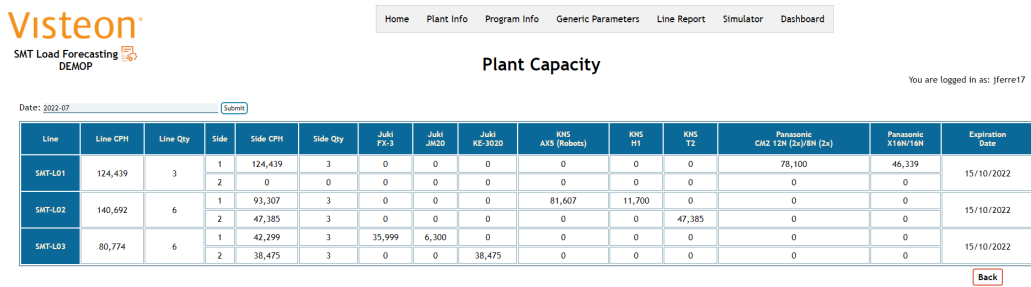 Visteon
Home Plant Info Program Info Generic Parameters Line Report Simulator Dashboard
SMT Load Forecasting
DEMOP
Plant Capacity
You are logged in as: jferre17
Date: 2022-07 Submit
Line Line CPH Line Qty Side Side CPH Side Qty Juki FX-3 Juki JM20 Juki KE-3020 KNS AX5 (Robots) KNS H1 KNS T2 Panasonic CM2 12N (2x)/8N (2x) Panasonic X16N/16N Expiration Date
SMT-L01 124,439 3 1 124,439 3 0 0 0 0 0 0 78,100 46,339 15/10/2022
2 0 0 0 0 0 0 0 0 0 0
SMT-L02 140,692 6 1 93,307 3 0 0 0 81,607 11,700 0 0 0 15/10/2022
2 47,385 3 0 0 0 0 0 47,385 0 0
SMT-L03 80,774 6 1 42,299 3 35,999 6,300 0 0 0 0 0 0 15/10/2022
2 38,475 3 0 0 38,475 0 0 0 0 0
Back